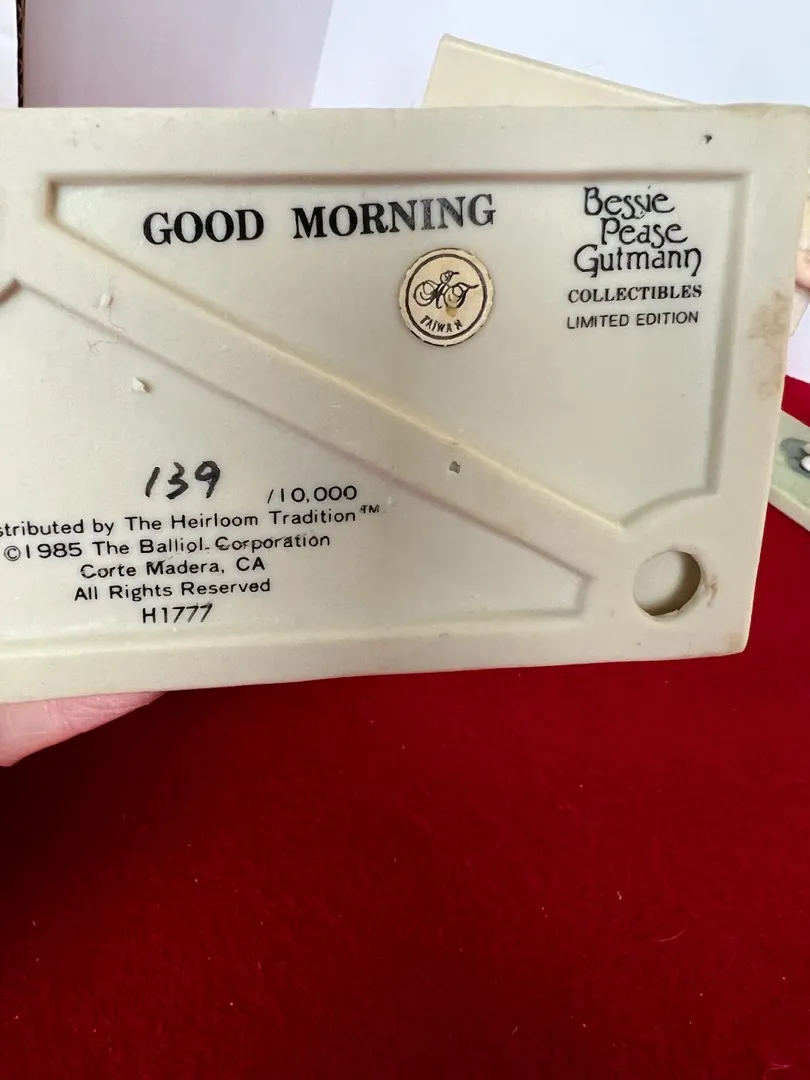 GOOD MORNING
Bessie
Pease
Gutmann
COLLECTIBLES
LIMITED EDITION
HT
TAIWAN
139 /10,000
stributed by The Heirloom Tradition™
©1985 The Balliol Corporation
Corte Madera, CA
All Rights Reserved
H1777